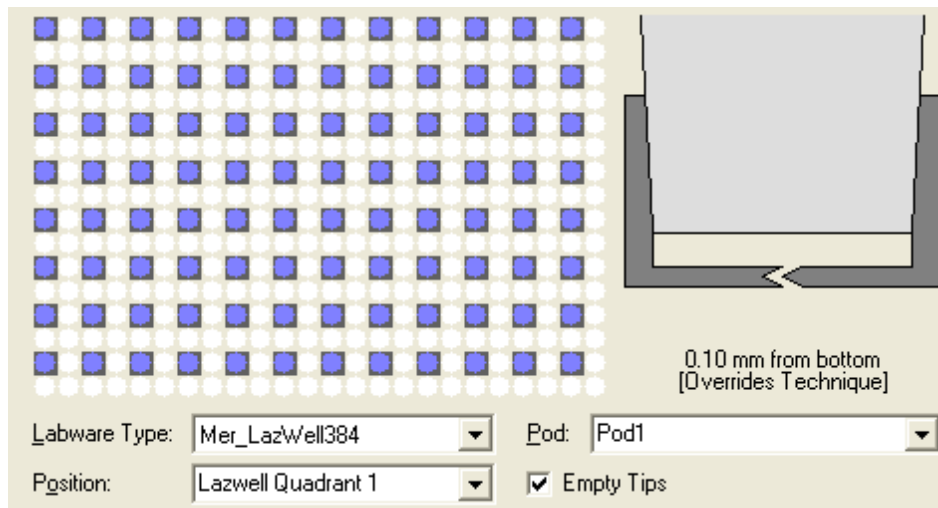 0.10 mm from bottom
[Overrides Technique]
Labware Type: Mer_LazWell384 Pod: Pod1
Position: Lazwell Quadrant 1 Empty Tips